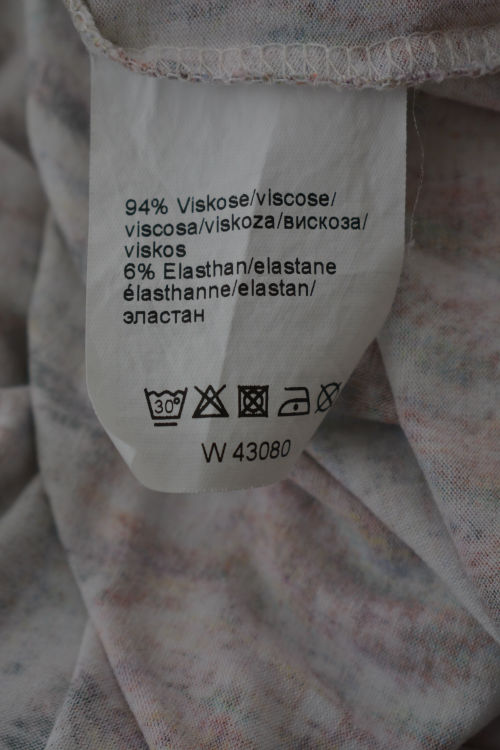 94% Viskose/viscose/
viscosa/viskoza/вискоза/
viskos
6% Elasthan/elastane
élasthanne/elastan/
эластан
30°
W 43080